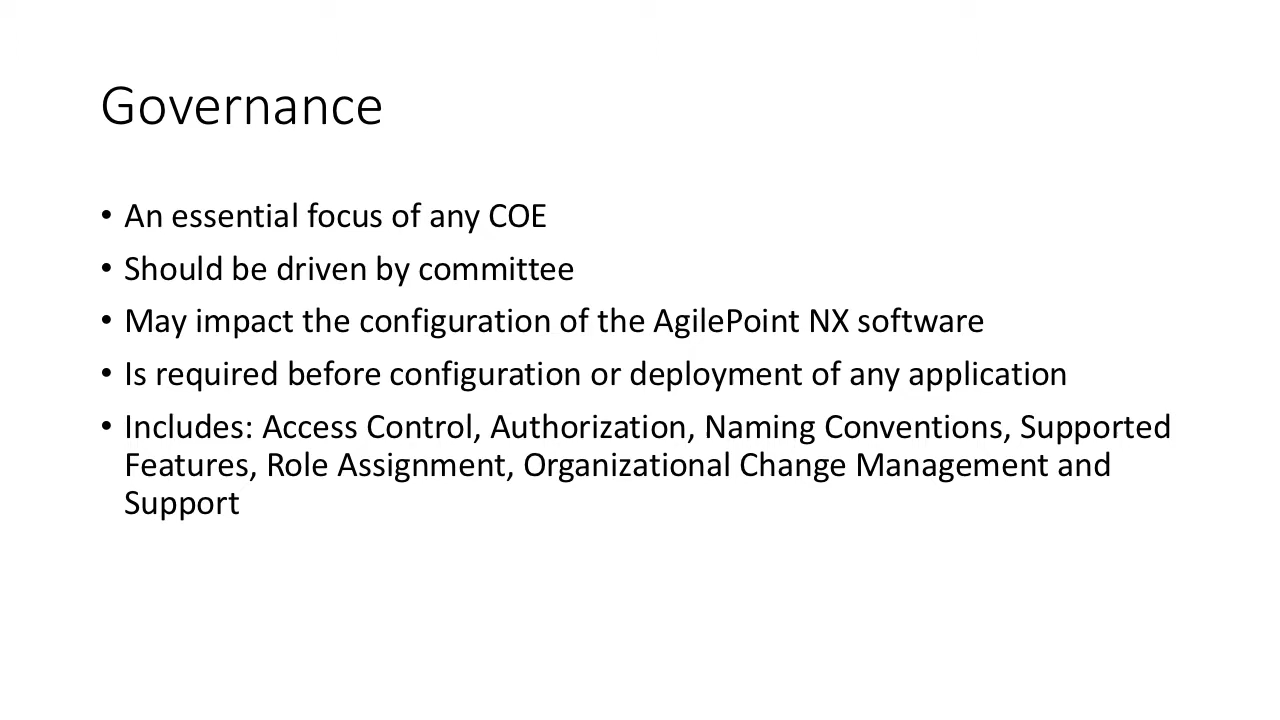 Governance
• An essential focus of any COE
• Should be driven by committee
• May impact the configuration of the AgilePoint NX software
• Is required before configuration or deployment of any application
• Includes: Access Control, Authorization, Naming Conventions, Supported
Features, Role Assignment, Organizational Change Management and
Support